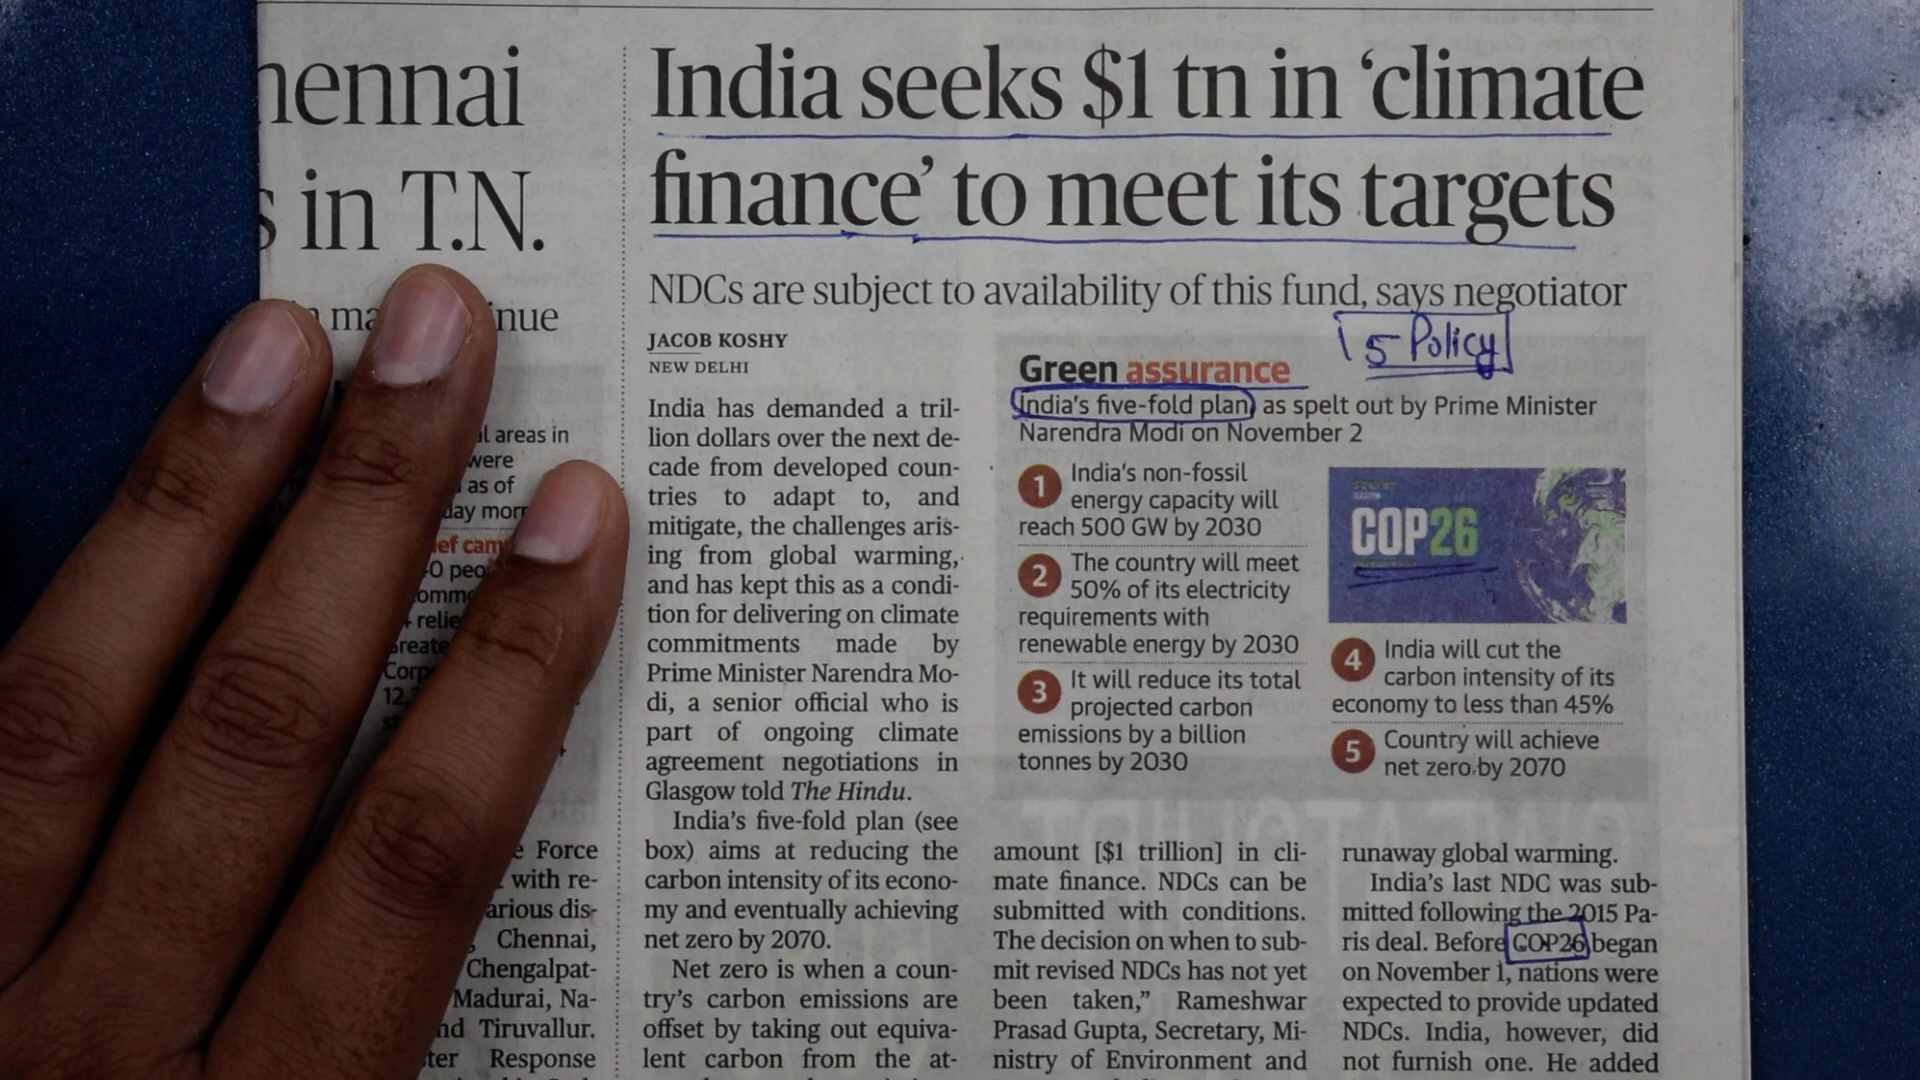 hennai
s in T.N.
nue
al areas in
were
as of
day morn
ief cam
0 peo
relie
Corp
e Force
with re-
arious dis-
Chennai,
Chengalpat-
Madurai, Na-
nd Tiruvallur.
ter Response
India seeks $1 tn in ‘climate
finance’ to meet its targets
NDCs are subject to availability of this fund, says negotiator
JACOB KOSHY
NEW DELHI
India has demanded a tril-
lion dollars over the next de-
cade from developed coun-
tries to adapt to, and
mitigate, the challenges aris-
ing from global warming,
and has kept this as a condi-
tion for delivering on climate
commitments made by
Prime Minister Narendra Mo-
di, a senior official who is
part of ongoing climate
agreement negotiations in
Glasgow told The Hindu.
India’s five-fold plan (see
box) aims at reducing the
carbon intensity of its econo-
my and eventually achieving
net zero by 2070.
Net zero is when a coun-
try’s carbon emissions are
offset by taking out equiva-
lent carbon from the at-
5 Policy
Green assurance
India’s five-fold plan, as spelt out by Prime Minister
Narendra Modi on November 2
1 India’s non-fossil
energy capacity will
reach 500 GW by 2030
2 The country will meet
50% of its electricity
requirements with
renewable energy by 2030
3 It will reduce its total
projected carbon
emissions by a billion
tonnes by 2030
COP26
4 India will cut the
carbon intensity of its
economy to less than 45%
5 Country will achieve
net zero by 2070
amount [$1 trillion] in cli-
mate finance. NDCs can be
submitted with conditions.
The decision on when to sub-
mit revised NDCs has not yet
been taken,” Rameshwar
Prasad Gupta, Secretary, Mi-
nistry of Environment and
runaway global warming.
India’s last NDC was sub-
mitted following the 2015 Pa-
ris deal. Before COP26 began
on November 1, nations were
expected to provide updated
NDCs. India, however, did
not furnish one. He added